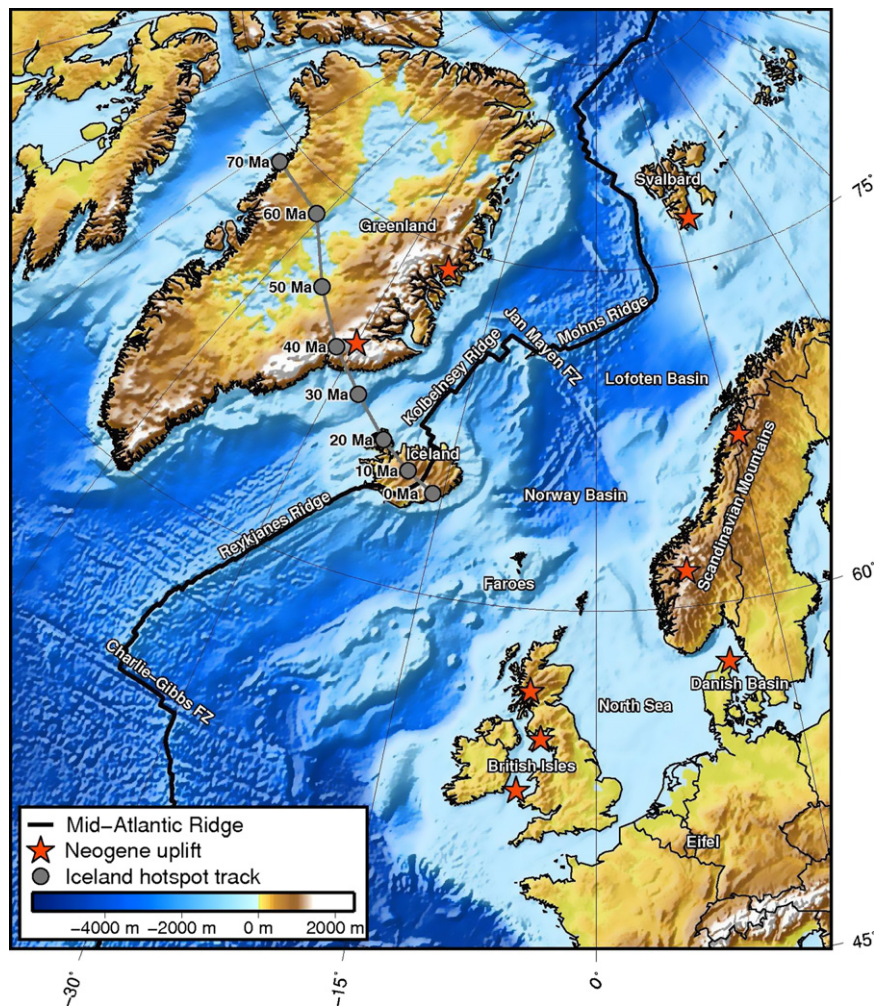 70 Ma
Svalbard
75°
60 Ma
Greenland
50 Ma
Mohns Ridge
Jan Mayen FZ
40 Ma
Kolbeinsey Ridge
Lofoten Basin
30 Ma
20 Ma
Iceland
10 Ma
0 Ma
Norway Basin
Scandinavian Mountains
Reykjanes Ridge
Faroes
60°
Charlie-Gibbs FZ
Danish Basin
North Sea
British Isles
Mid-Atlantic Ridge
Neogene uplift
Eifel
Iceland hotspot track
−4000 m −2000 m 0 m 2000 m
45°
−30°
−15°
0°